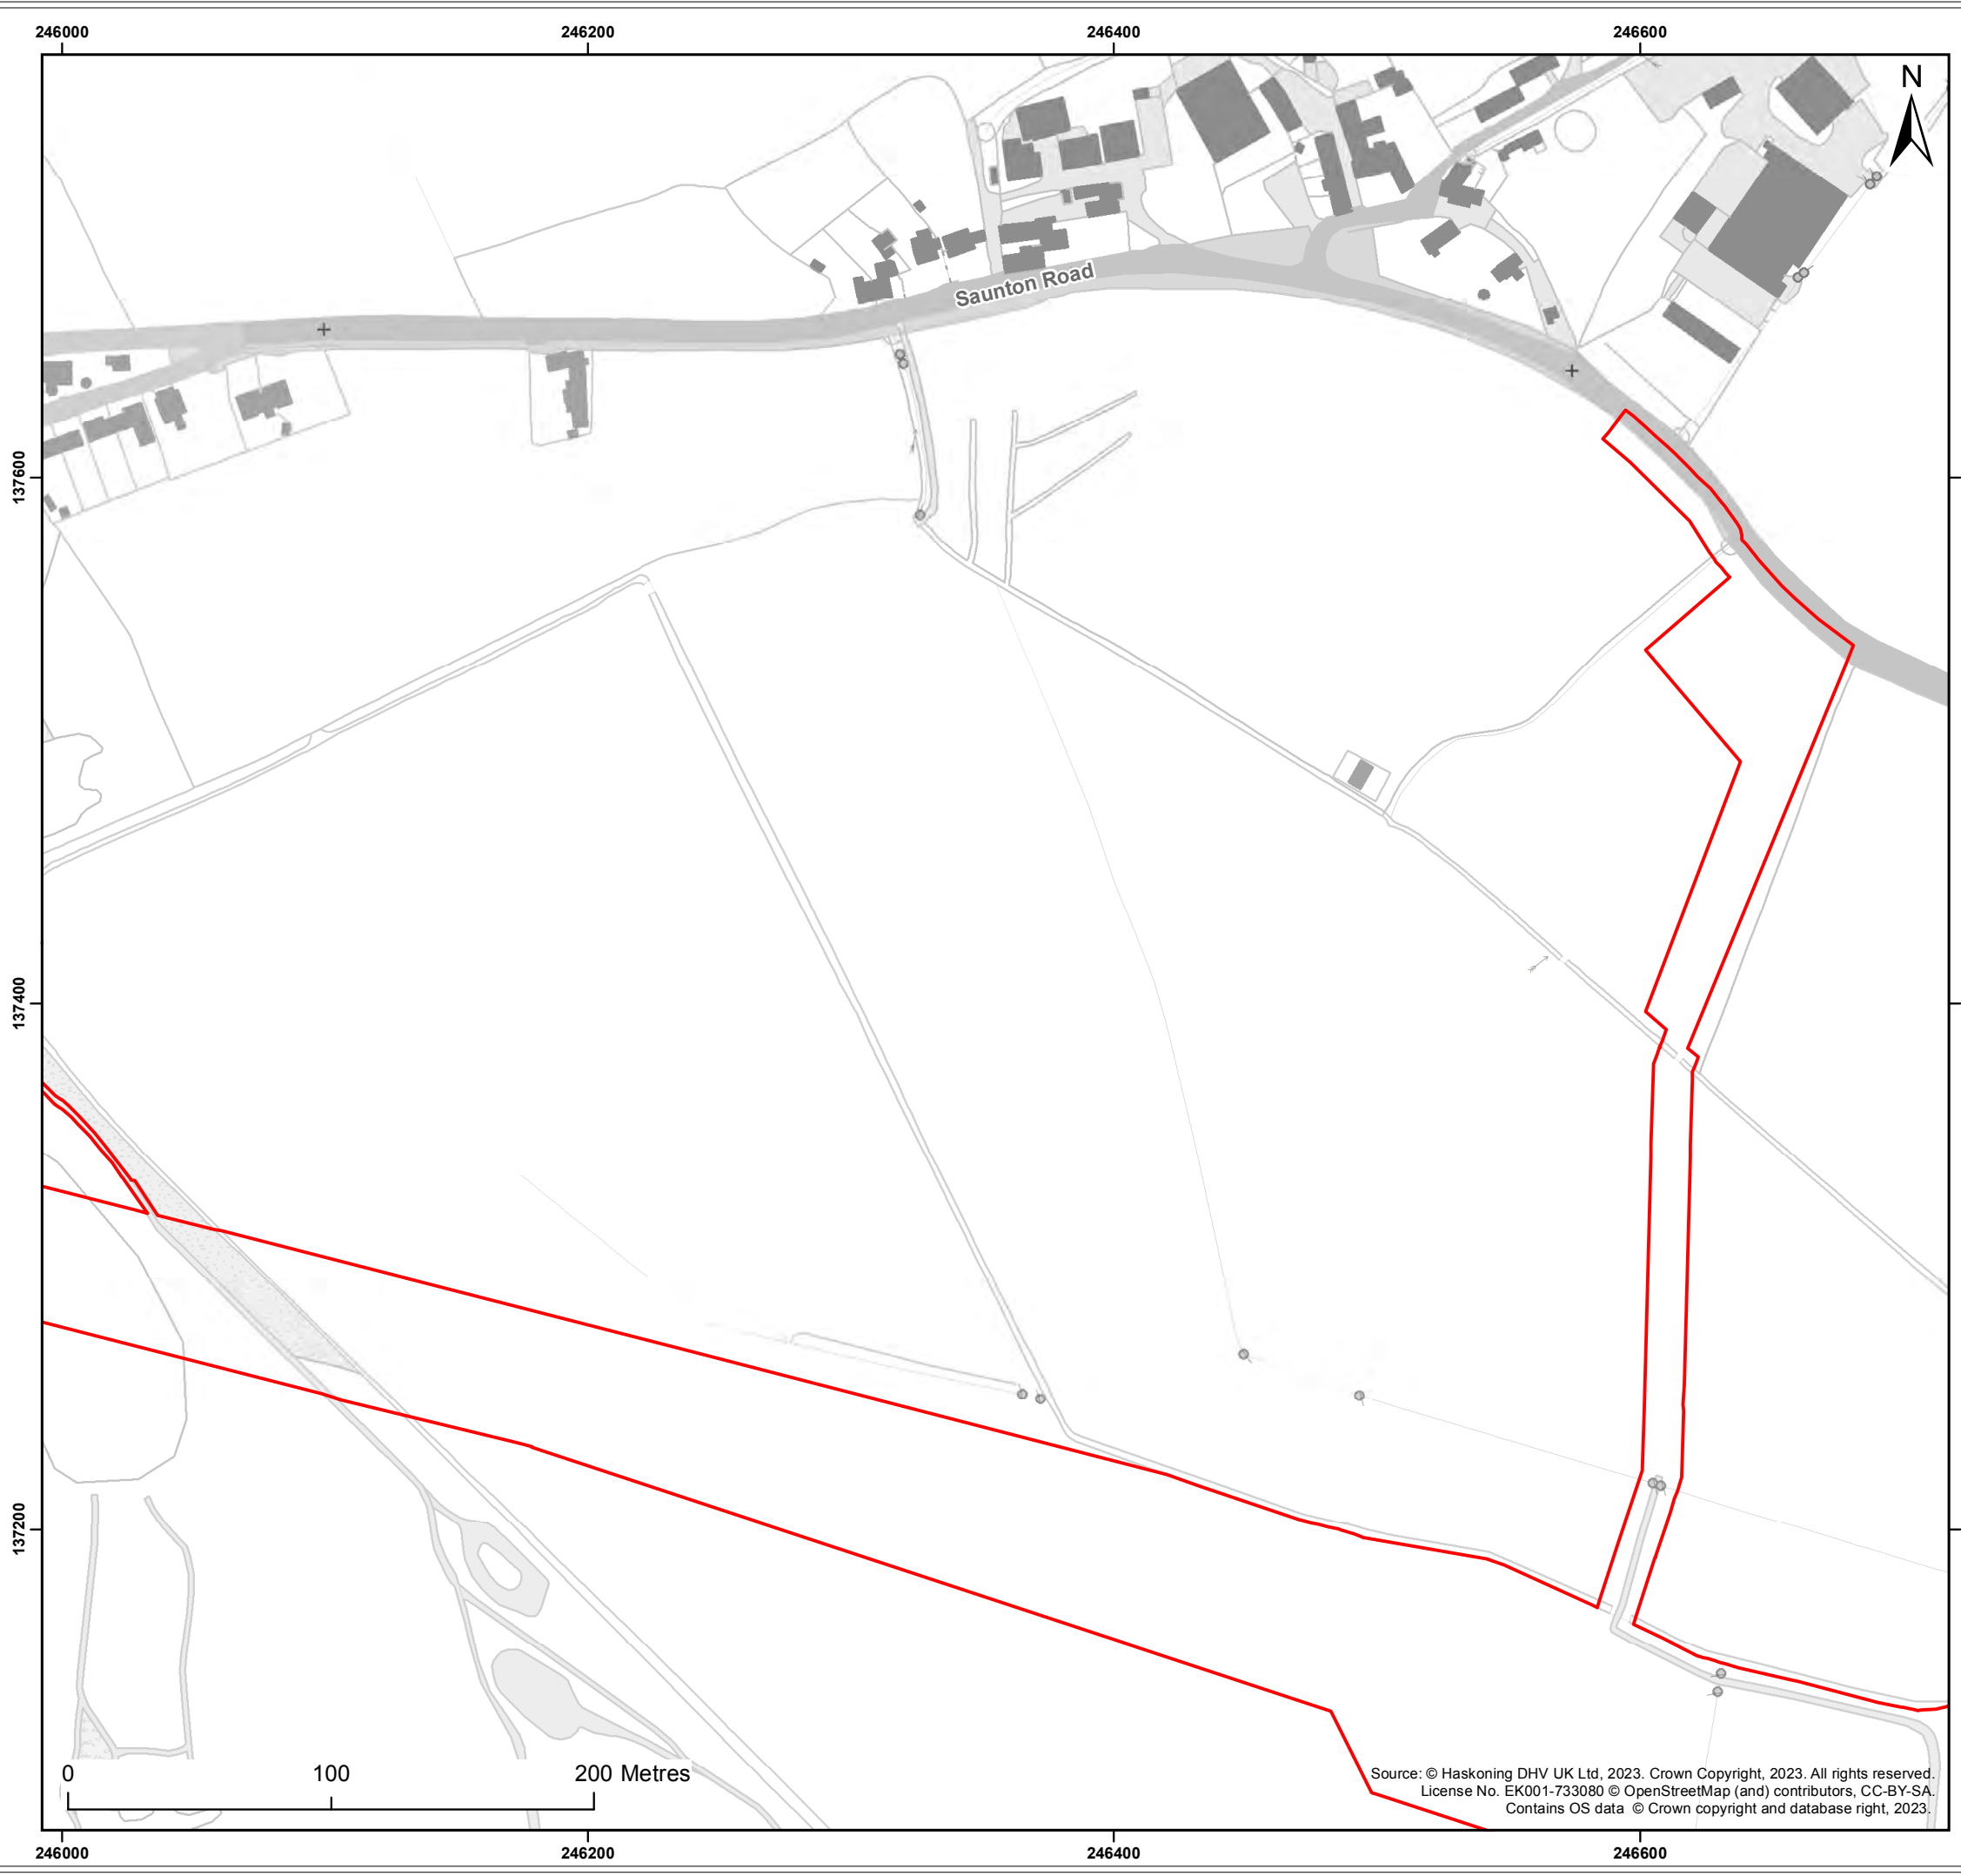 246000 246200 246400 246600
N
Saunton Road
137600
137400
137200
0 100 200 Metres
Source: © Haskoning DHV UK Ltd, 2023. Crown Copyright, 2023. All rights reserved.
License No. EK001-733080 © OpenStreetMap (and) contributors, CC-BY-SA.
Contains OS data © Crown copyright and database right, 2023.
246000 246200 246400 246600